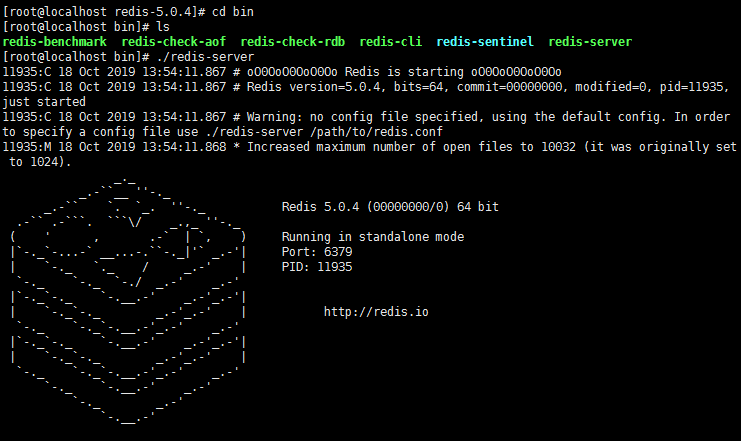 [root@localhost redis-5.0.4]# cd bin
[root@localhost bin]# ls
redis-benchmark  redis-check-aof  redis-check-rdb  redis-cli  redis-sentinel  redis-server
[root@localhost bin]# ./redis-server
11935:C 18 Oct 2019 13:54:11.867 # oO0OoO0OoO0Oo Redis is starting oO0OoO0OoO0Oo
11935:C 18 Oct 2019 13:54:11.867 # Redis version=5.0.4, bits=64, commit=00000000, modified=0, pid=11935,
just started
11935:C 18 Oct 2019 13:54:11.867 # Warning: no config file specified, using the default config. In order
to specify a config file use ./redis-server /path/to/redis.conf
11935:M 18 Oct 2019 13:54:11.868 * Increased maximum number of open files to 10032 (it was originally set
to 1024).
Redis 5.0.4 (00000000/0) 64 bit
Running in standalone mode
Port: 6379
PID: 11935
http://redis.io